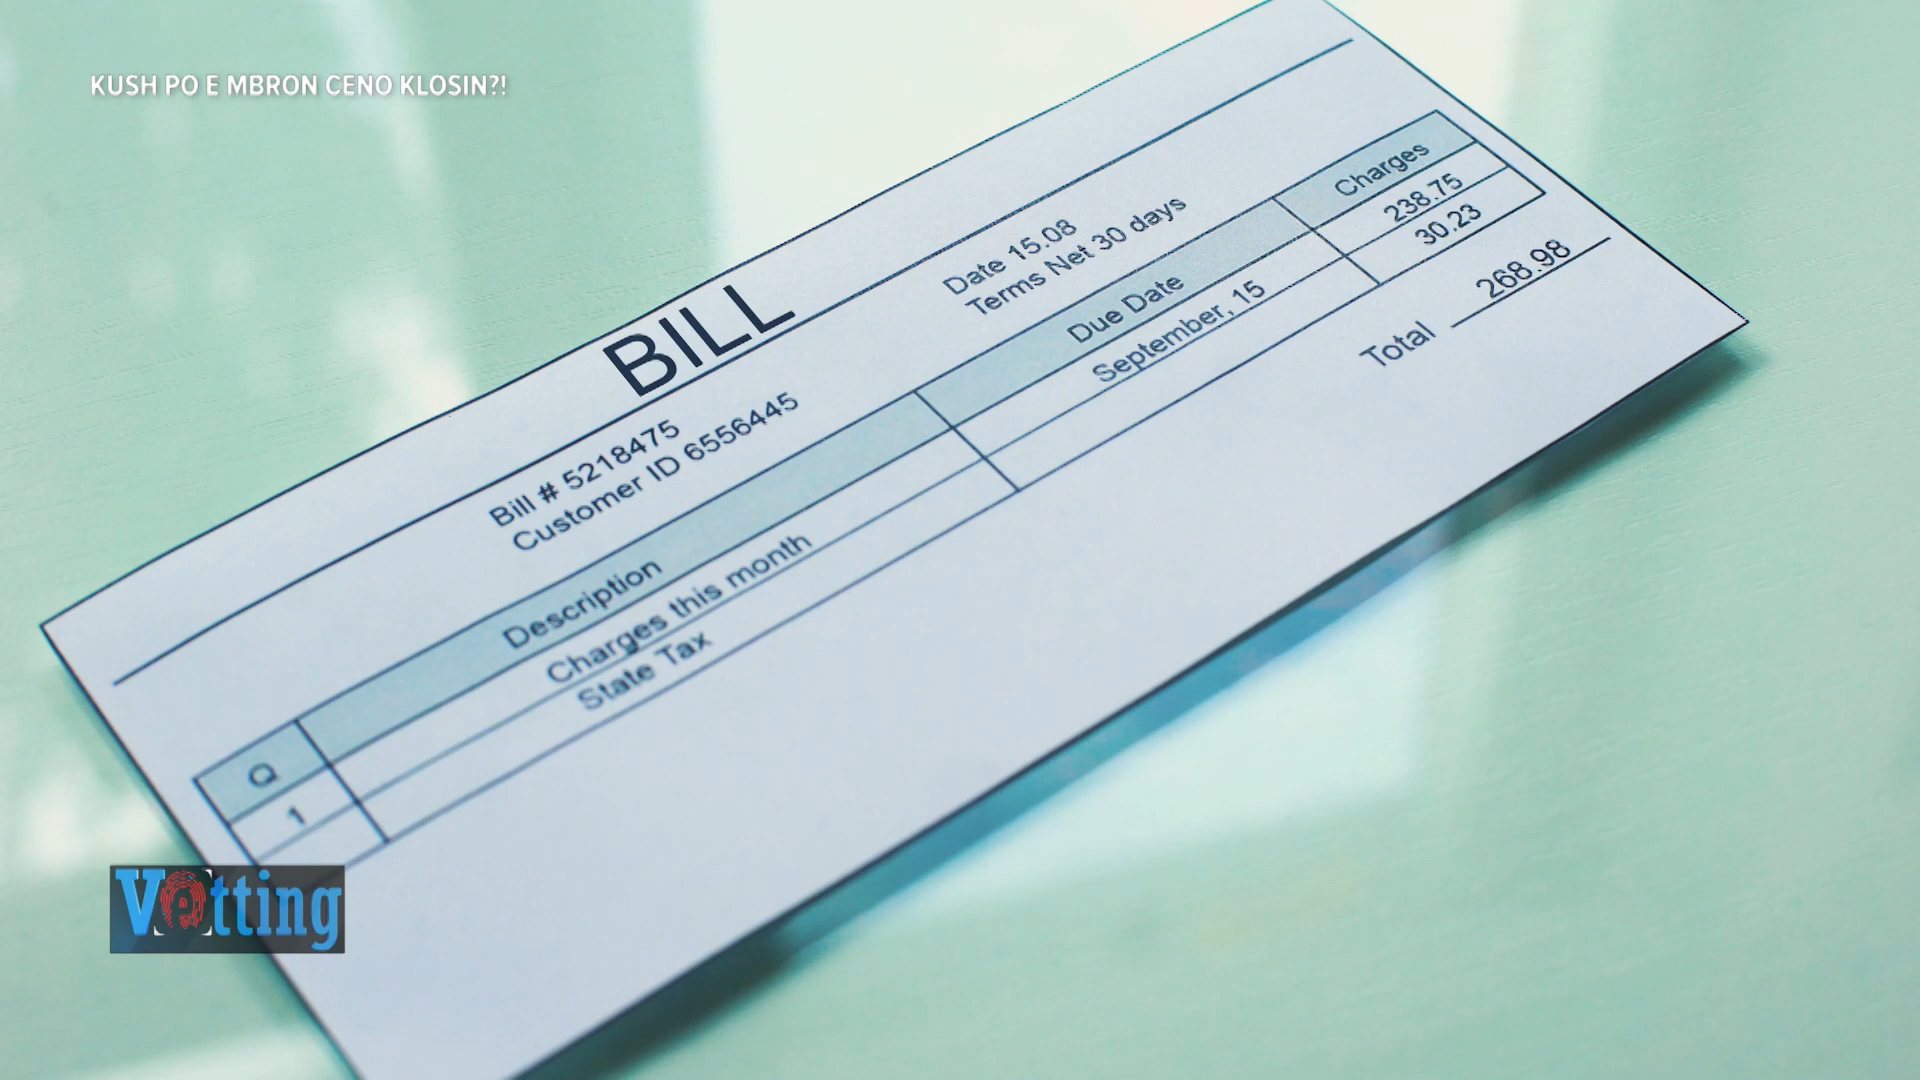 KUSH PO E MBRON CENO KLOSIN?!
BILL
Bill # 5218475
Customer ID 6556445
Date 15.08
Terms Net 30 days
Q Description Due Date Charges
1 Charges this month September, 15 238.75
State Tax 30.23
Total 268.98
Vetting